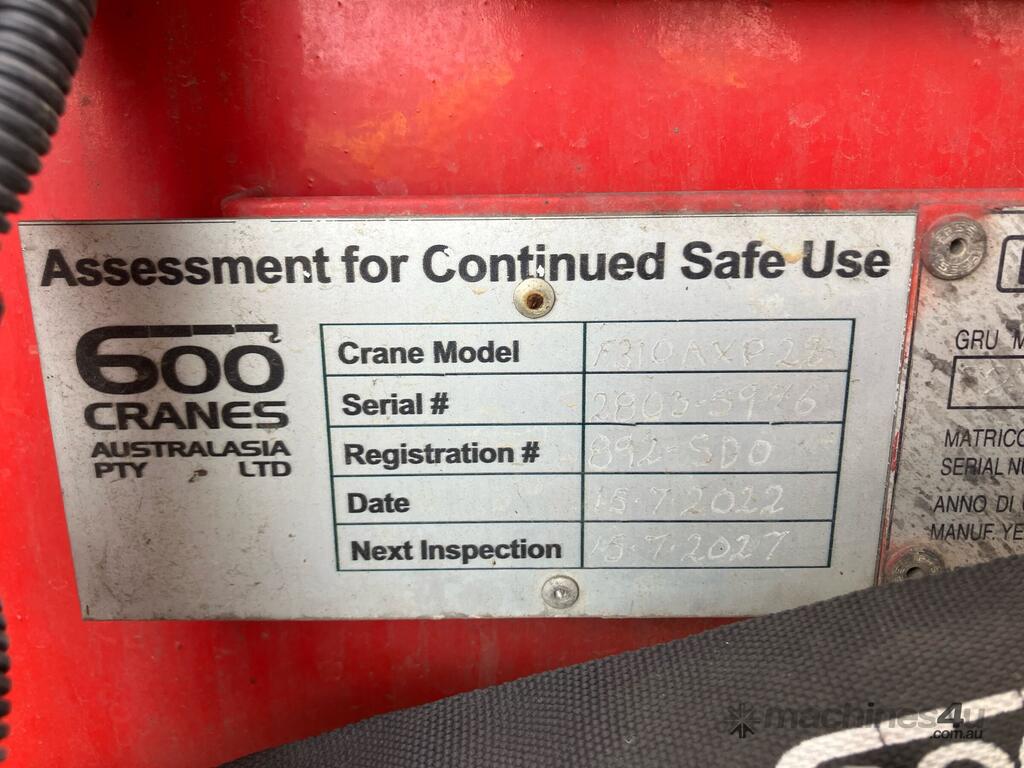 Assessment for Continued Safe Use
600
CRANES
AUSTRALASIA
PTY LTD
Crane Model F310AXP
Serial # 2803-5976
Registration # 892-SDO
Date 15.7.2022
Next Inspection 15.7.2027
GRU
MATRICO
SERIAL NU
ANNO DI
MANUF. YE
machines4u
.com.au